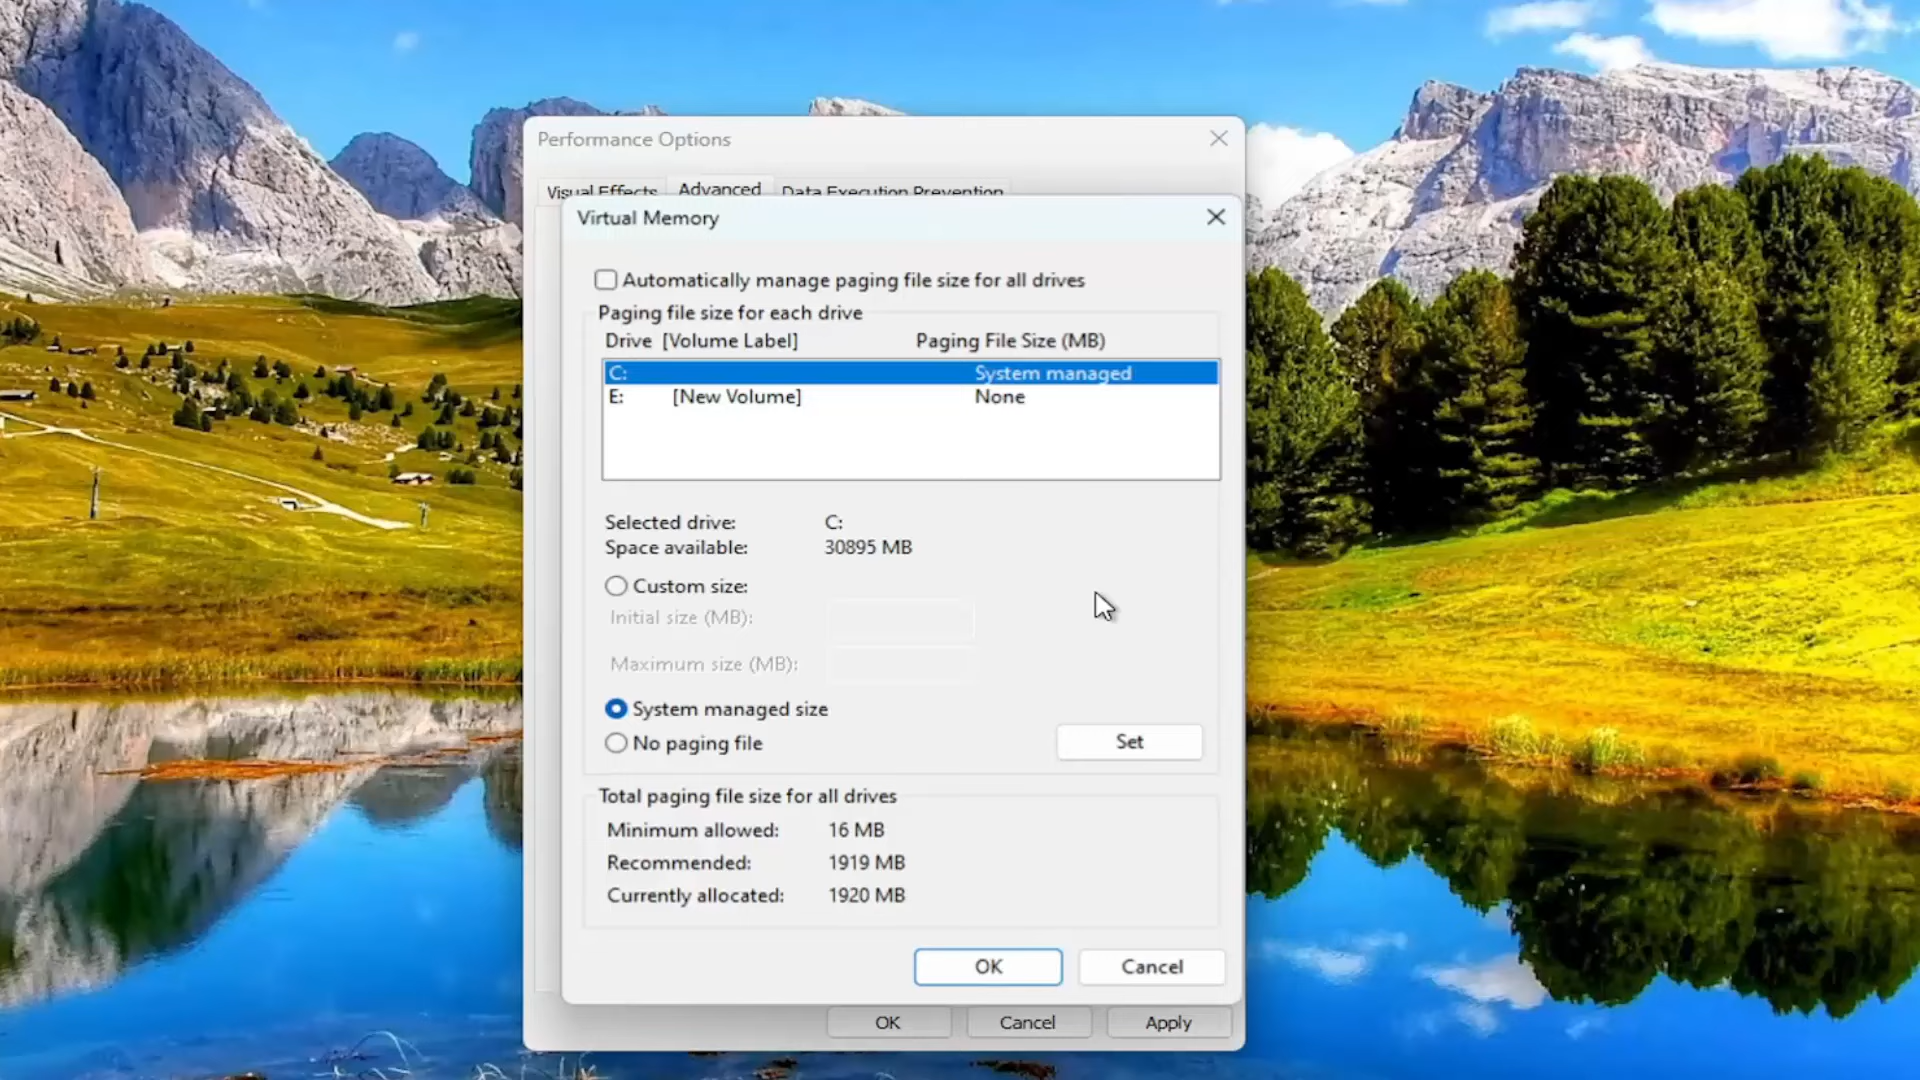 Performance Options
Visual Effects Advanced Data Execution Prevention
Virtual Memory
Automatically manage paging file size for all drives
Paging file size for each drive
Drive [Volume Label] Paging File Size (MB)
C: System managed
E: [New Volume] None
Selected drive: C:
Space available: 30895 MB
Custom size:
Initial size (MB):
Maximum size (MB):
System managed size
No paging file
Set
Total paging file size for all drives
Minimum allowed: 16 MB
Recommended: 1919 MB
Currently allocated: 1920 MB
OK Cancel
OK Cancel Apply